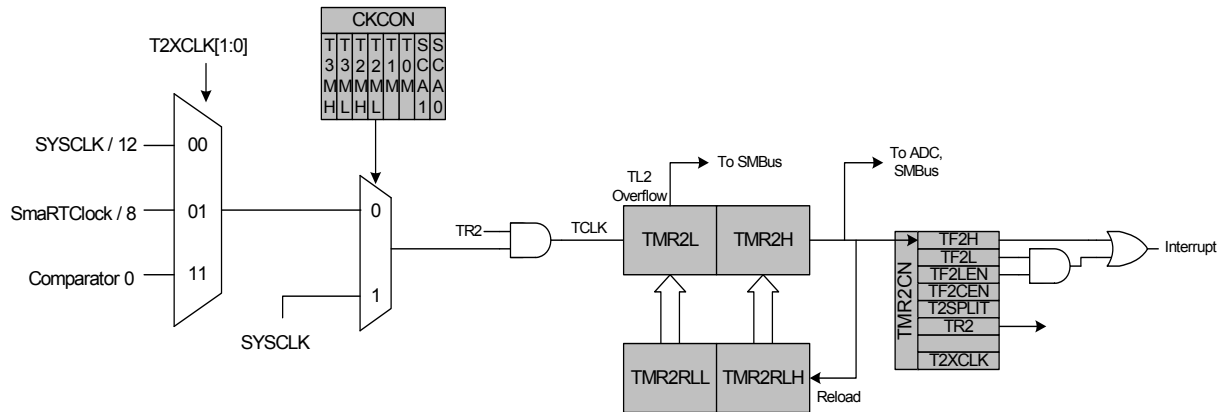 CKCON
T3MH
T3ML
T2MH
T2ML
T1M
T0M
SCA1
SCA0
T2XCLK[1:0]
SYSCLK / 12
00
SmaRTClock / 8
01
Comparator 0
11
0
1
SYSCLK
TR2
TCLK
TL2
Overflow
To SMBus
To ADC,
SMBus
TMR2L
TMR2H
TMR2RLL
TMR2RLH
Reload
TMR2CN
TF2H
TF2L
TF2LEN
TF2CEN
T2SPLIT
TR2
T2XCLK
Interrupt